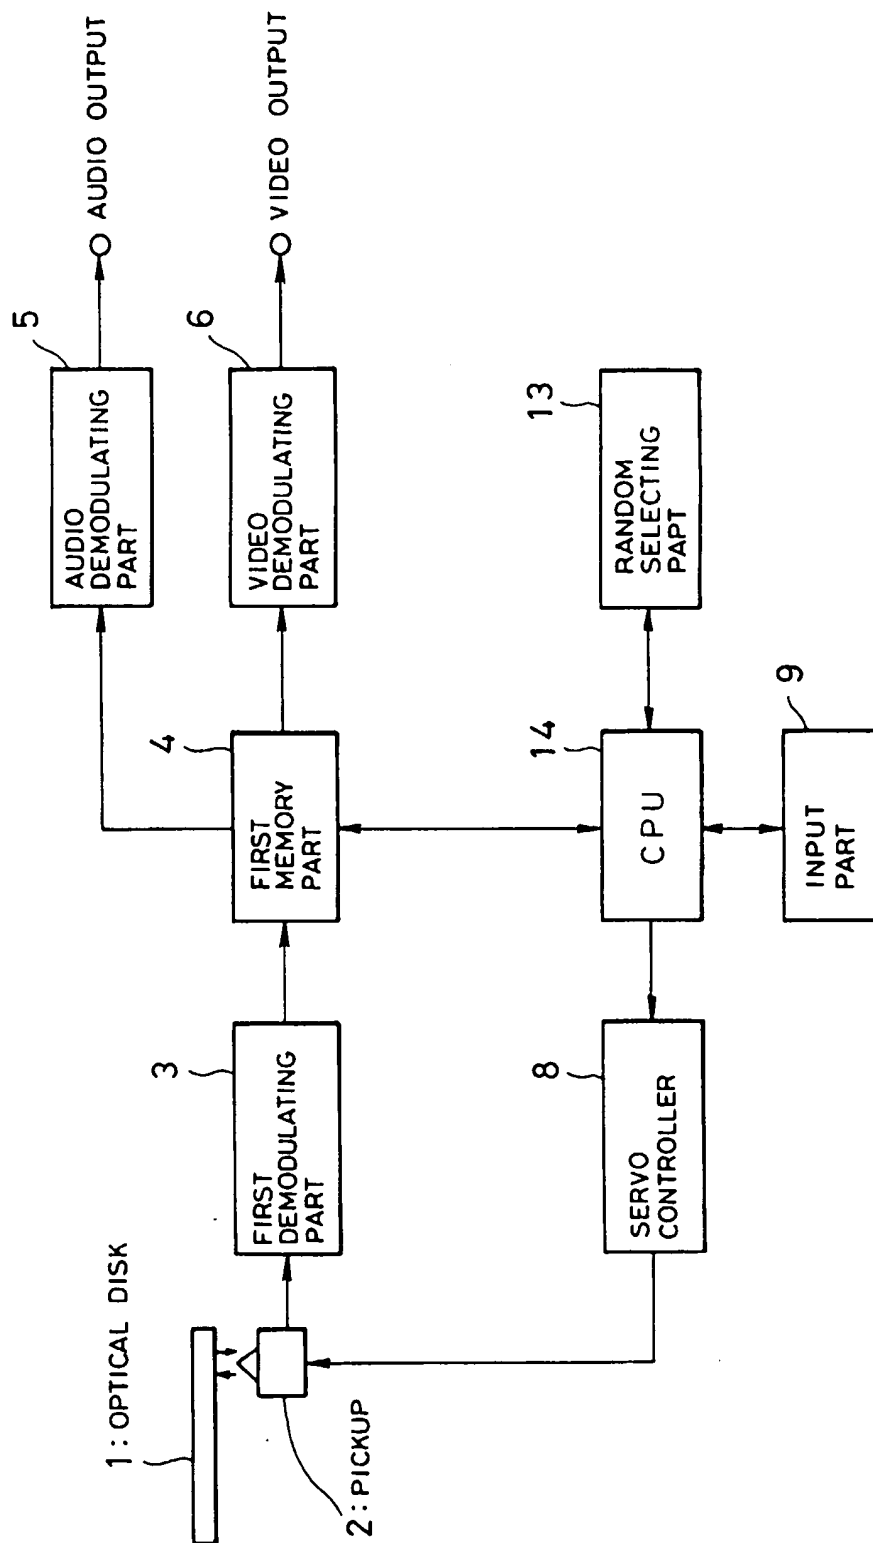 1: OPTICAL DISK
2: PICKUP
3
FIRST
DEMODULATING
PART
4
FIRST
MEMORY
PART
5
AUDIO
DEMODULATING
PART
AUDIO OUTPUT
6
VIDEO
DEMODULATING
PART
VIDEO OUTPUT
8
SERVO
CONTROLLER
14
CPU
13
RANDOM
SELECTING
PAPT
9
INPUT
PART